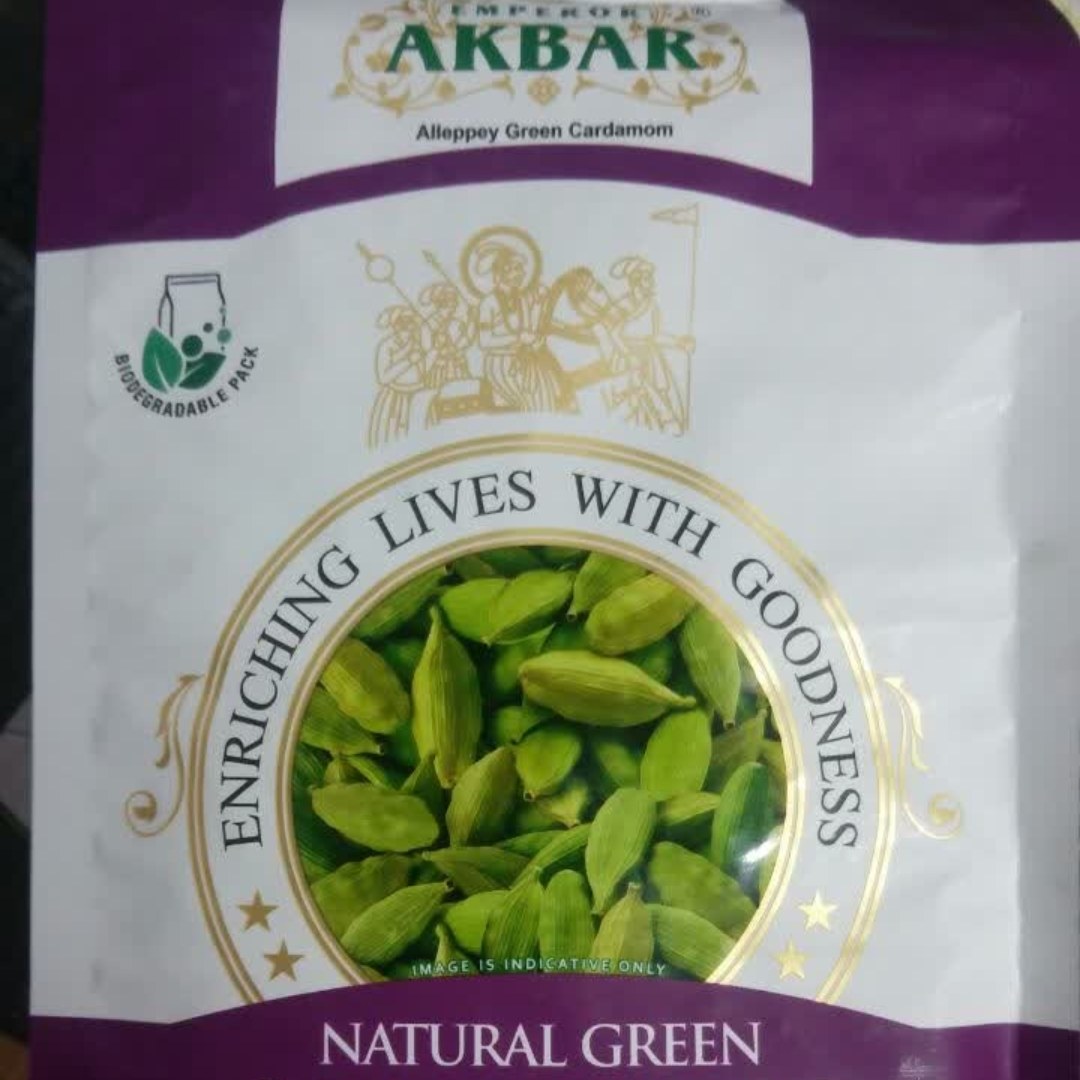 EMPEROR
AKBAR
Alleppey Green Cardamom
BIODEGRADABLE PACK
ENRICHING LIVES WITH GOODNESS
IMAGE IS INDICATIVE ONLY
NATURAL GREEN